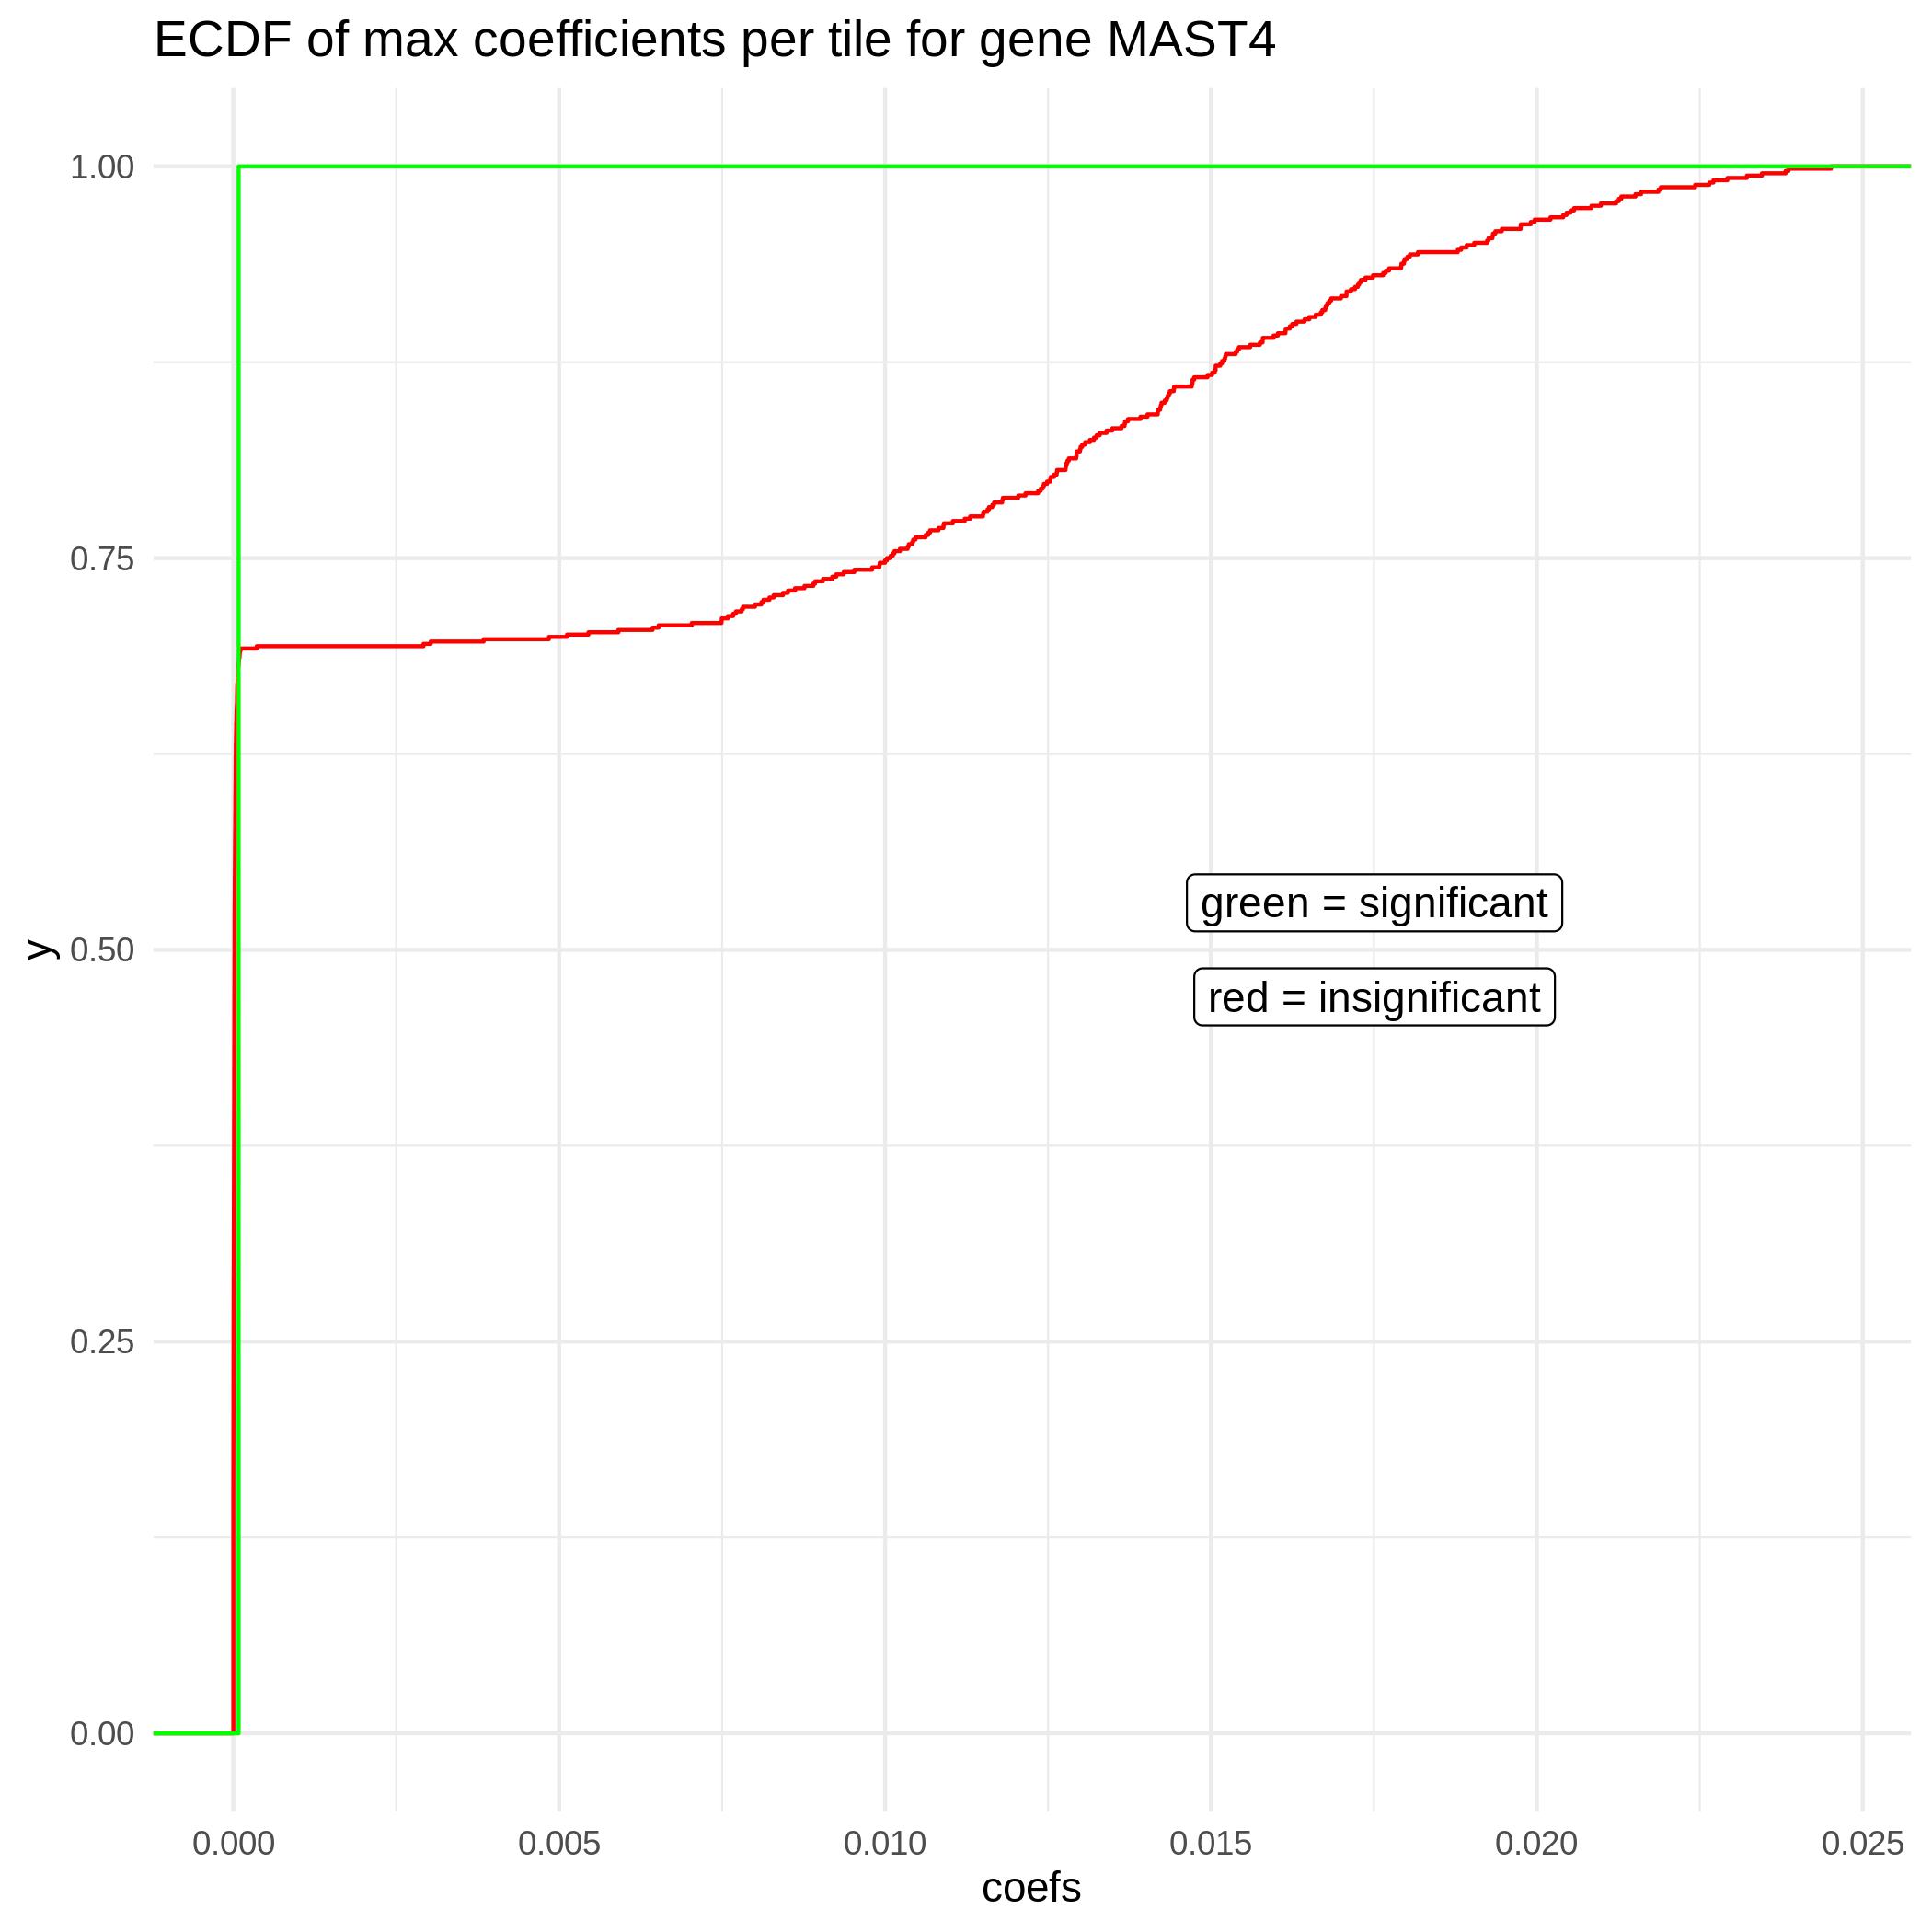 ECDF of max coefficients per tile for gene MAST4
1.00
0.75
0.50
0.25
0.00
y
green = significant
red = insignificant
0.000 0.005 0.010 0.015 0.020 0.025
coefs